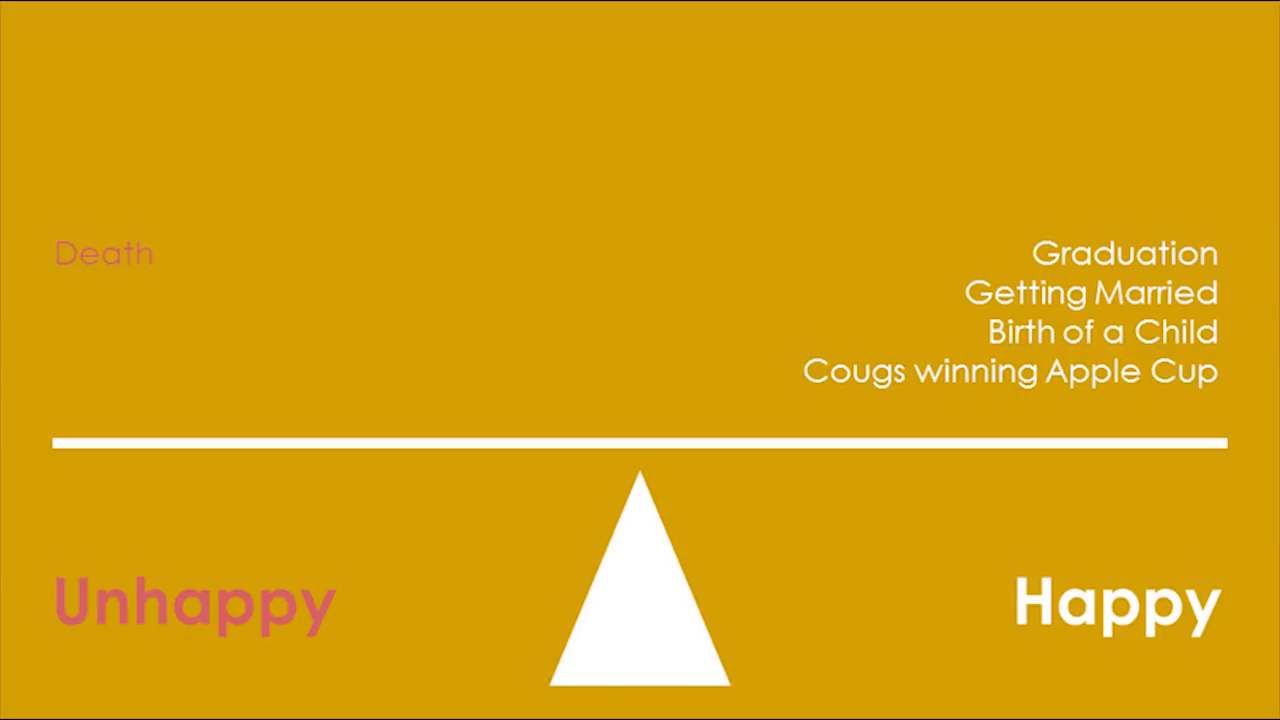 Death
Graduation
Getting Married
Birth of a Child
Cougs winning Apple Cup
Unhappy
Happy